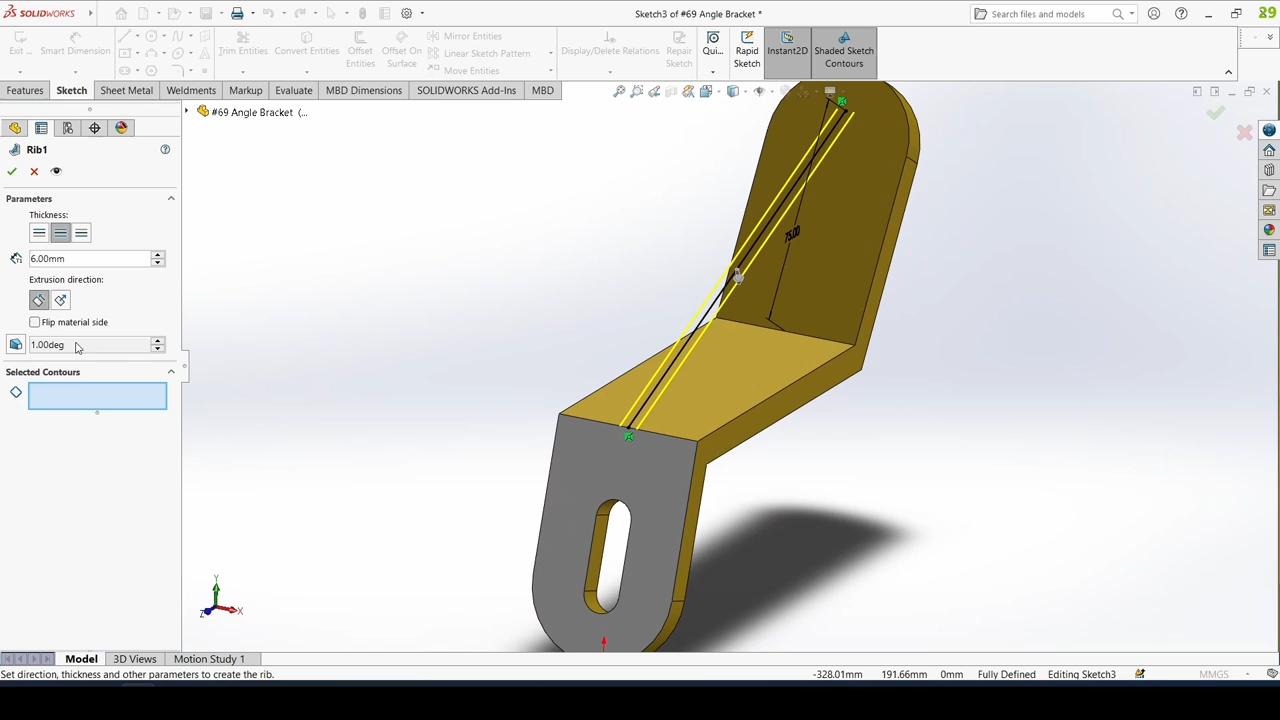 SOLIDWORKS
Sketch3 of #69 Angle Bracket *
Search files and models
29
Exit ...
Smart Dimension
Trim Entities
Convert Entities
Offset Entities
Offset On Surface
Mirror Entities
Linear Sketch Pattern
Move Entities
Display/Delete Relations
Repair Sketch
Qui...
Rapid Sketch
Instant2D
Shaded Sketch Contours
Features
Sketch
Sheet Metal
Weldments
Markup
Evaluate
MBD Dimensions
SOLIDWORKS Add-Ins
MBD
#69 Angle Bracket (...
Rib1
Parameters
Thickness:
6.00mm
Extrusion direction:
Flip material side
1.00deg
Selected Contours
75.00
Y
X
Z
Model
3D Views
Motion Study 1
Set direction, thickness and other parameters to create the rib.
-328.01mm
191.66mm
0mm
Fully Defined
Editing Sketch3
MMGS